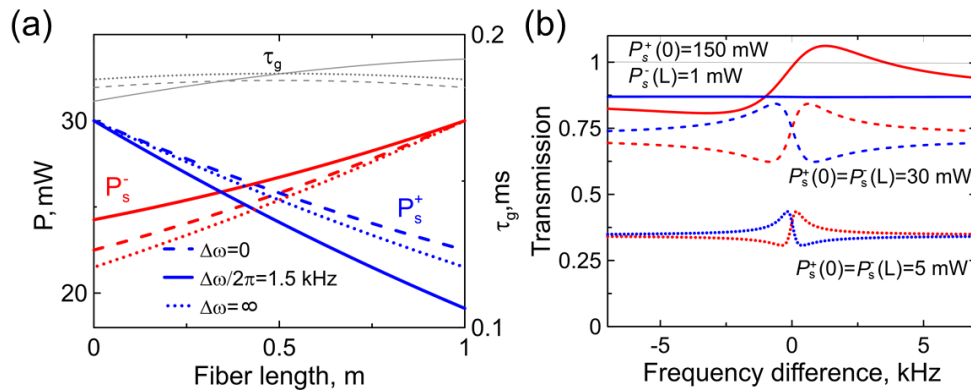 (a)
0.2
τg
30
P, mW
Ps-
Ps+
τg,ms
Δω=0
Δω/2π=1.5 kHz
Δω=∞
20
0.1
0
0.5
1
Fiber length, m
(b)
Ps+(0)=150 mW
1
Ps-(L)=1 mW
0.75
Transmission
Ps+(0)=Ps-(L)=30 mW
0.5
0.25
Ps+(0)=Ps-(L)=5 mW
0
-5
0
5
Frequency difference, kHz